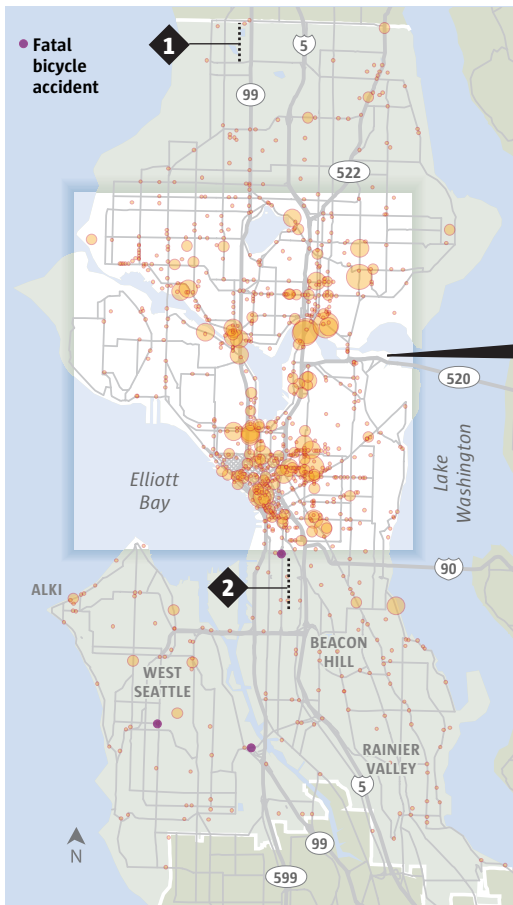 Fatal
bicycle
accident
1
5
99
522
520
Elliott
Bay
Lake
Washington
90
2
ALKI
BEACON
HILL
WEST
SEATTLE
RAINIER
VALLEY
5
N
99
599